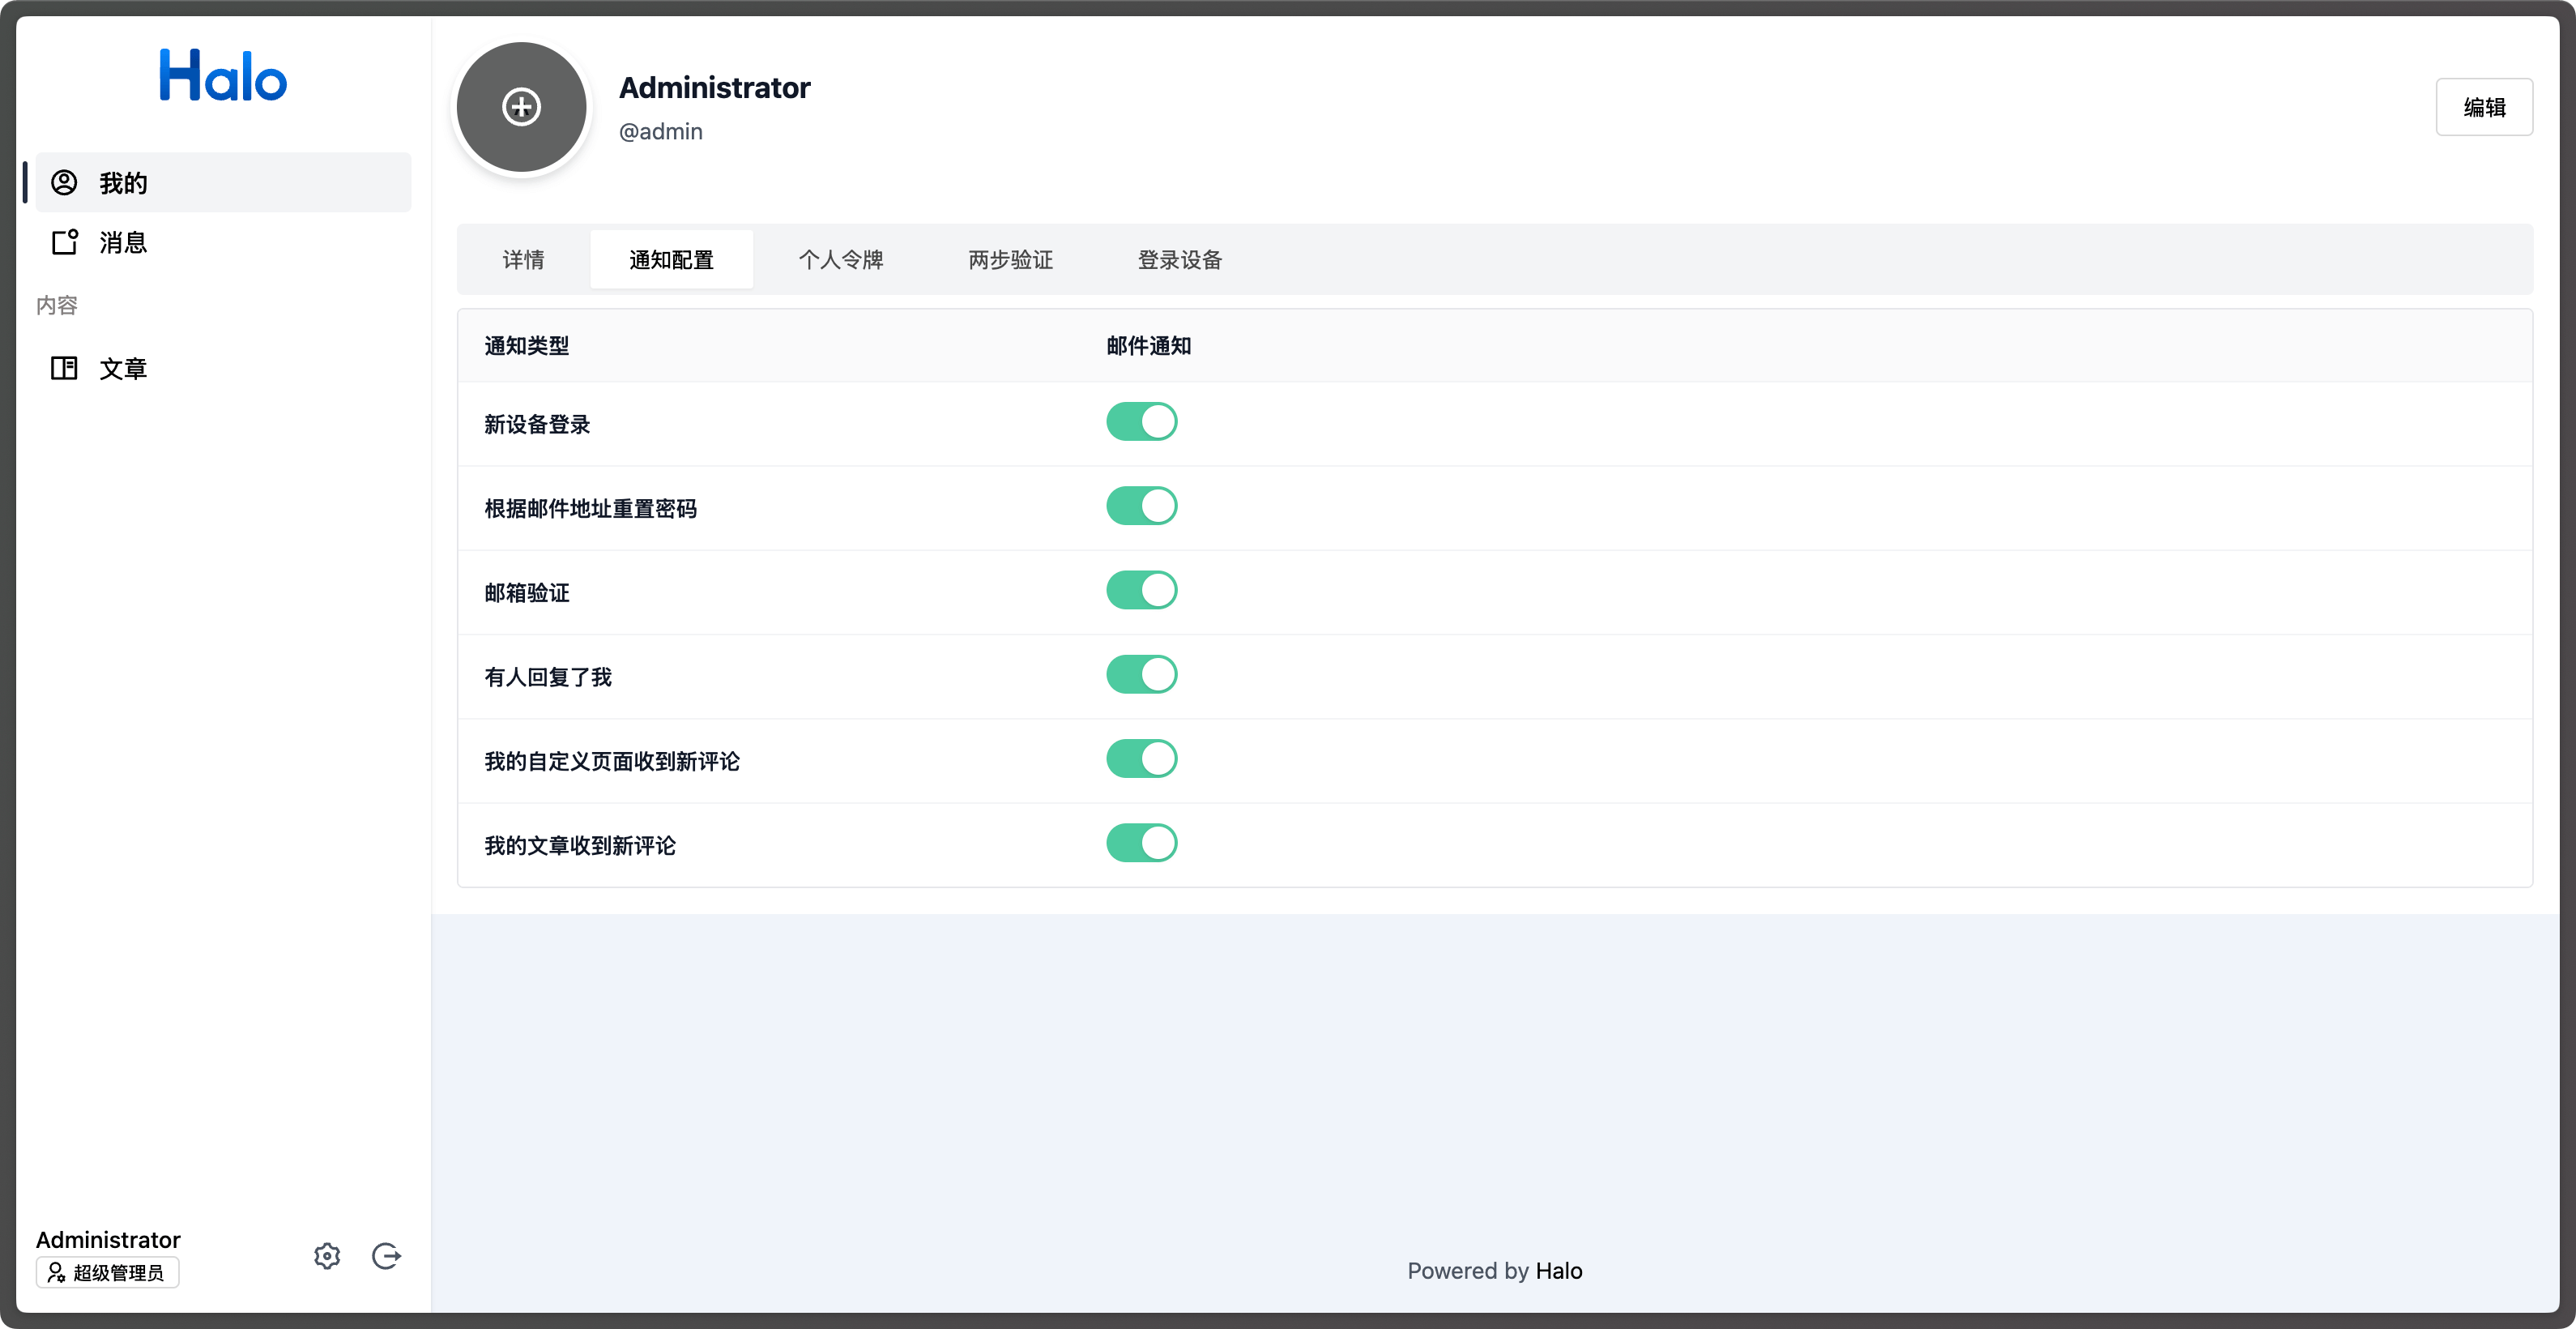 Halo
我的
消息
内容
文章
Administrator
超级管理员
Administrator
@admin
编辑
详情
通知配置
个人令牌
两步验证
登录设备
通知类型 邮件通知
新设备登录
根据邮件地址重置密码
邮箱验证
有人回复了我
我的自定义页面收到新评论
我的文章收到新评论
Powered by Halo